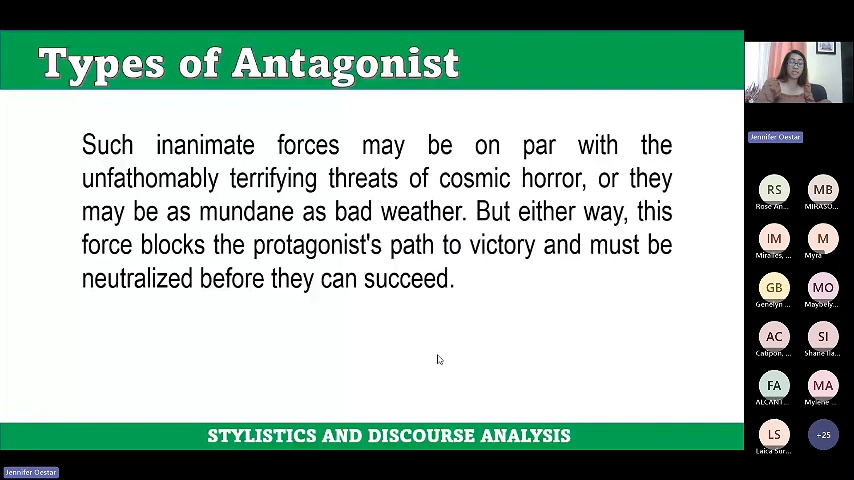 Types of Antagonist
Such inanimate forces may be on par with the
unfathomably terrifying threats of cosmic horror, or they
may be as mundane as bad weather. But either way, this
force blocks the protagonist's path to victory and must be
neutralized before they can succeed.
STYLISTICS AND DISCOURSE ANALYSIS
Jennifer Oestar
Jennifer Oestar
RS
Rose An...
MB
MIRASO...
IM
Miralles, ...
M
Myra
GB
Genelyn ...
MO
Maybely...
AC
Catipon, ...
SI
Shane Ila...
FA
ALCANT...
MA
Mylene ...
LS
Laica Sur...
+25